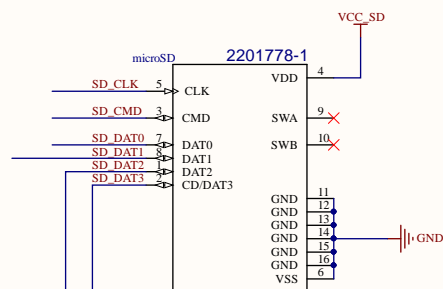 VCC_SD
microSD 2201778-1
VDD 4
SD_CLK 5 CLK
SD_CMD 3 CMD
SWA 9
SD_DAT0 7 DAT0
SWB 10
SD_DAT1 8 DAT1
SD_DAT2 1 DAT2
SD_DAT3 2 CD/DAT3
GND 11
GND 12
GND 13
GND 14 GND
GND 15
GND 16
VSS 6